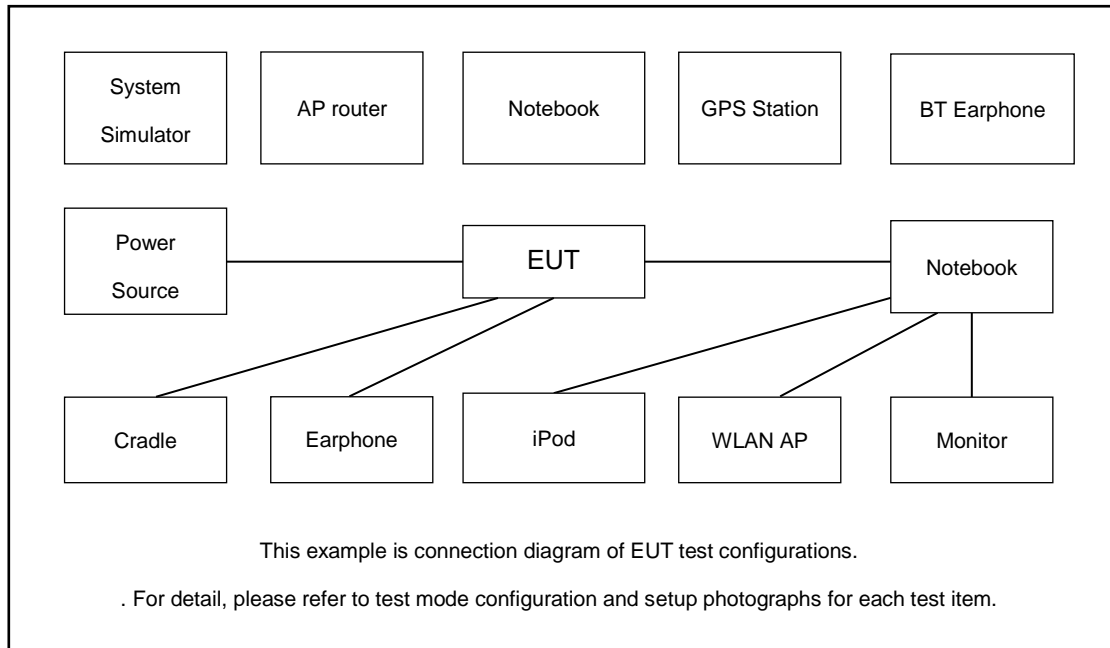 System
Simulator
AP router
Notebook
GPS Station
BT Earphone
Power
Source
EUT
Notebook
Cradle
Earphone
iPod
WLAN AP
Monitor
This example is connection diagram of EUT test configurations.
. For detail, please refer to test mode configuration and setup photographs for each test item.